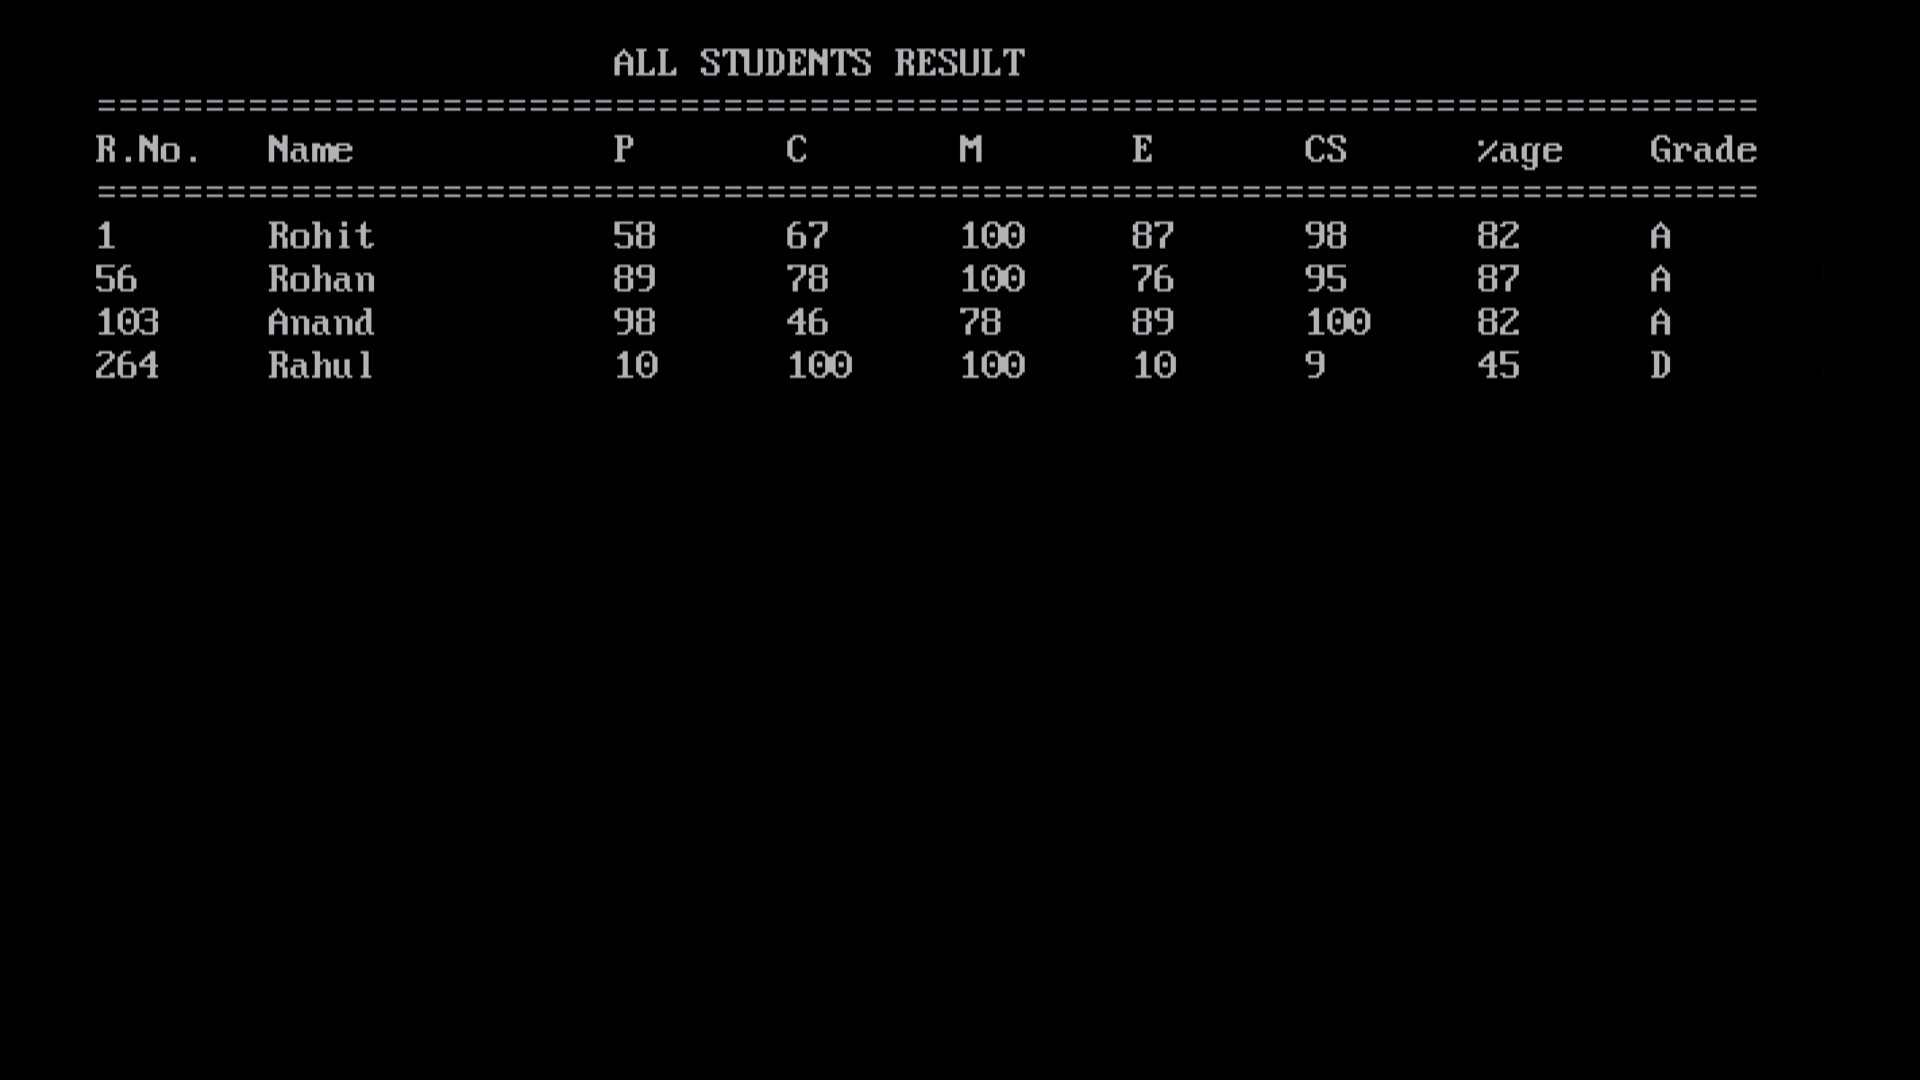 ALL STUDENTS RESULT
=============================================================================
R.No. Name P C M E CS %age Grade
=============================================================================
1 Rohit 58 67 100 87 98 82 A
56 Rohan 89 78 100 76 95 87 A
103 Anand 98 46 78 89 100 82 A
264 Rahul 10 100 100 10 9 45 D